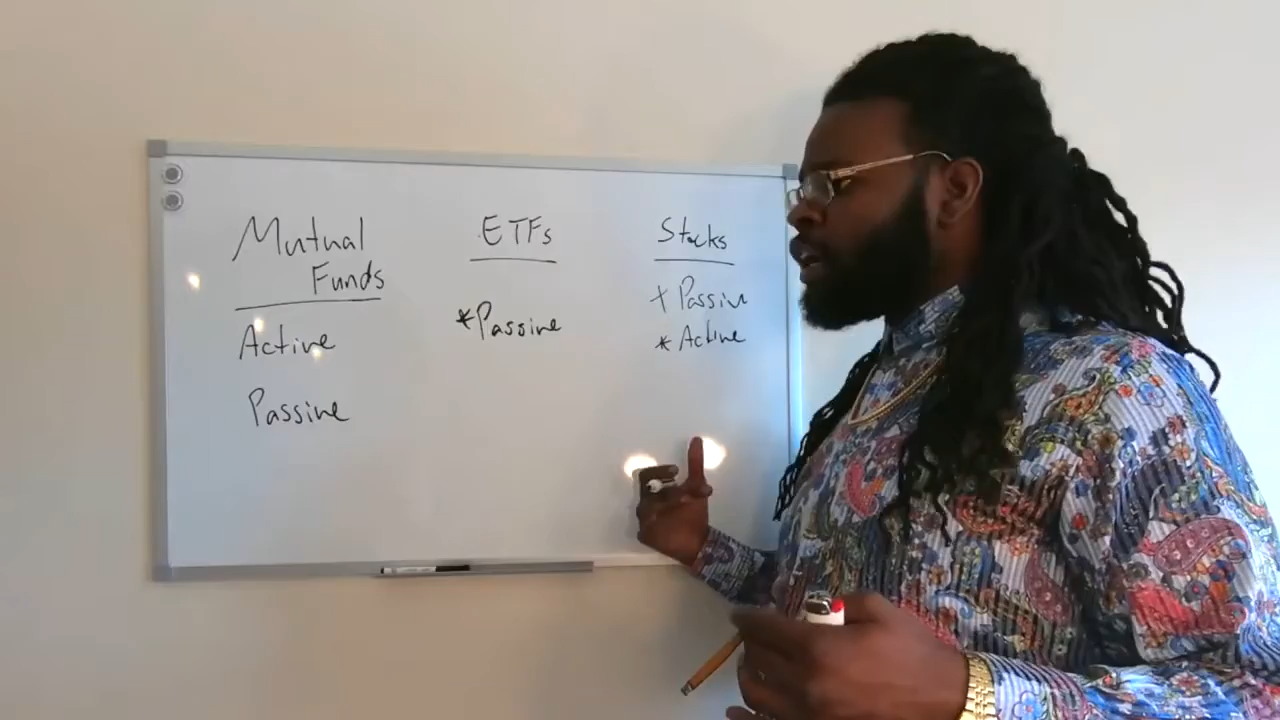 Mutual
Funds
Active
Passive
ETFs
*Passive
Stocks
+ Passive
* Active